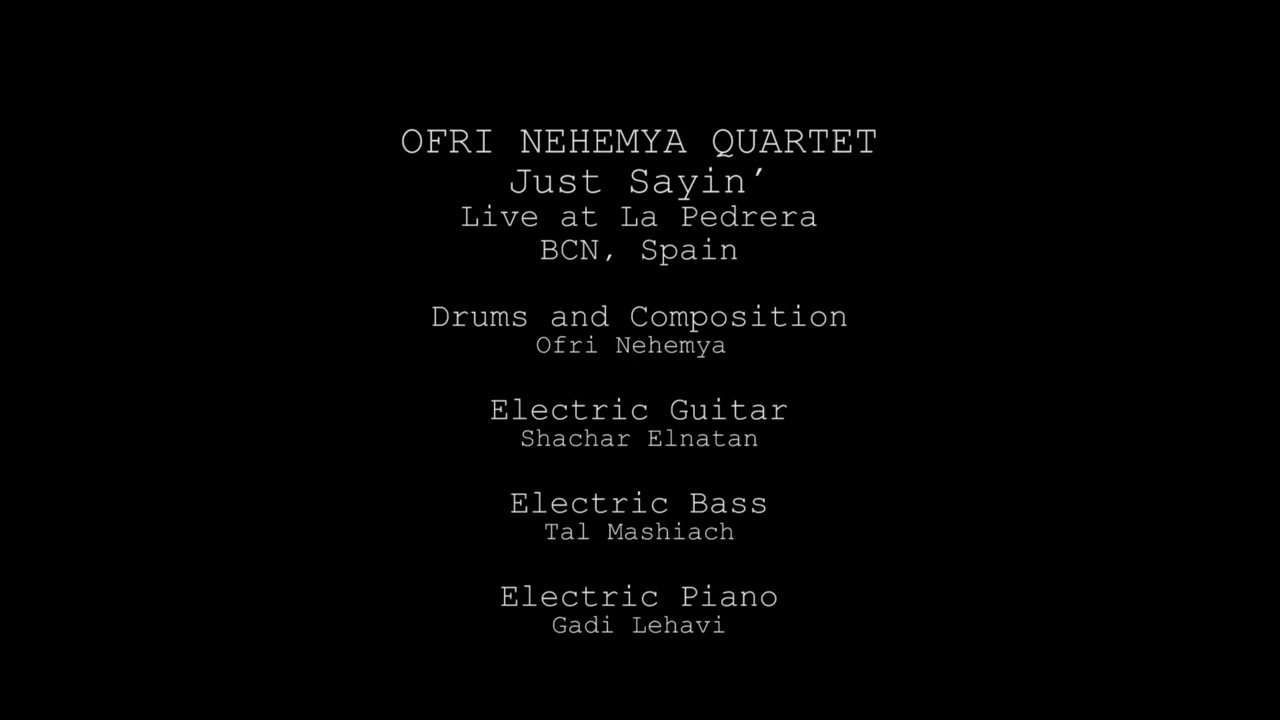 OFRI NEHEMYA QUARTET
Just Sayin’
Live at La Pedrera
BCN, Spain
Drums and Composition
Ofri Nehemya
Electric Guitar
Shachar Elnatan
Electric Bass
Tal Mashiach
Electric Piano
Gadi Lehavi